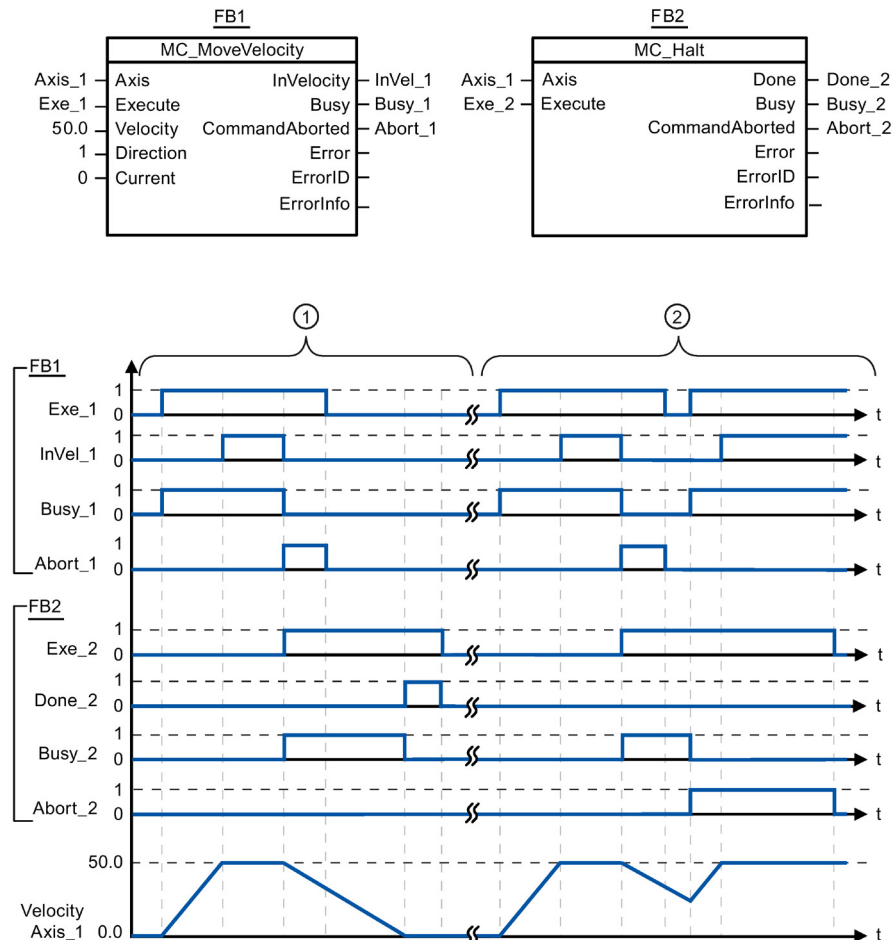 FB1 FB2
MC_MoveVelocity MC_Halt
Axis_1 Axis InVelocity InVel_1 Axis_1 Axis Done Done_2
Exe_1 Execute Busy Busy_1 Exe_2 Execute Busy Busy_2
50.0 Velocity CommandAborted Abort_1 CommandAborted Abort_2
1 Direction Error Error
0 Current ErrorID ErrorID
ErrorInfo ErrorInfo
1 2
FB1
1
Exe_1 0 t
1
InVel_1 0 t
1
Busy_1 0 t
1
Abort_1 0 t
FB2
1
Exe_2 0 t
1
Done_2 0 t
1
Busy_2 0 t
1
Abort_2 0 t
50.0
Velocity
Axis_1 0.0 t